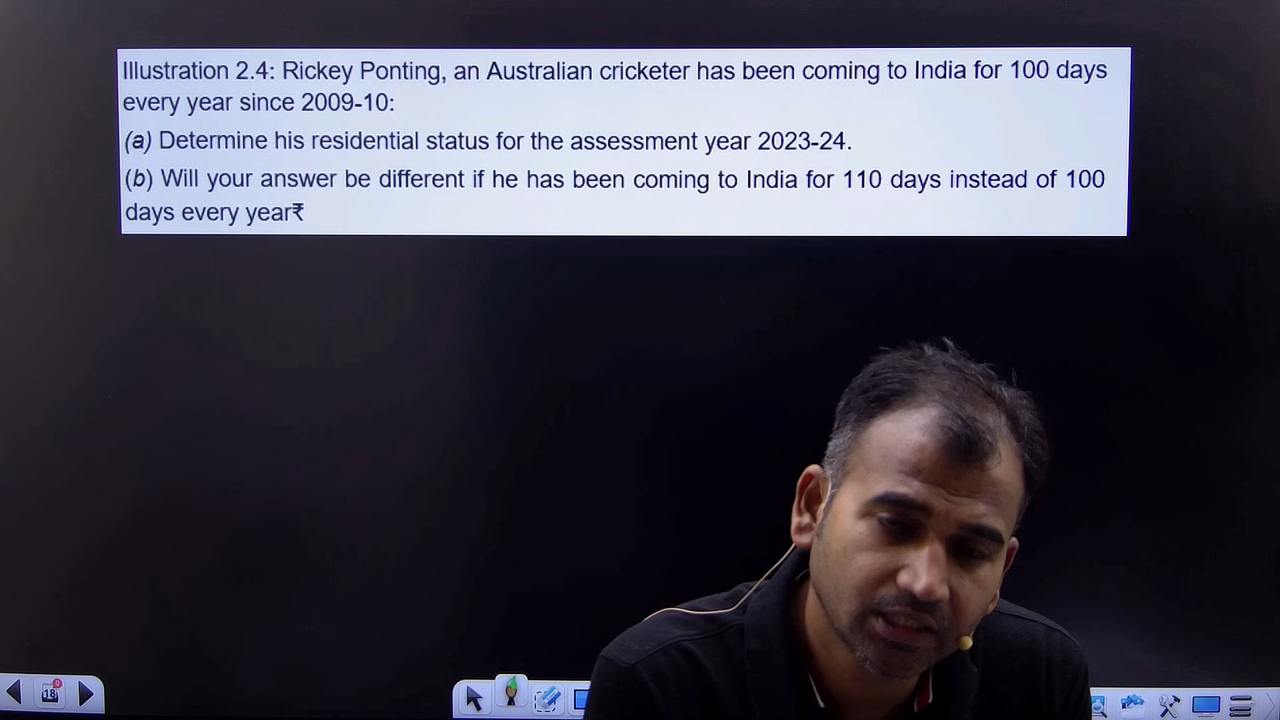 Illustration 2.4: Rickey Ponting, an Australian cricketer has been coming to India for 100 days
every year since 2009-10:
(a) Determine his residential status for the assessment year 2023-24.
(b) Will your answer be different if he has been coming to India for 110 days instead of 100
days every year₹
18
0